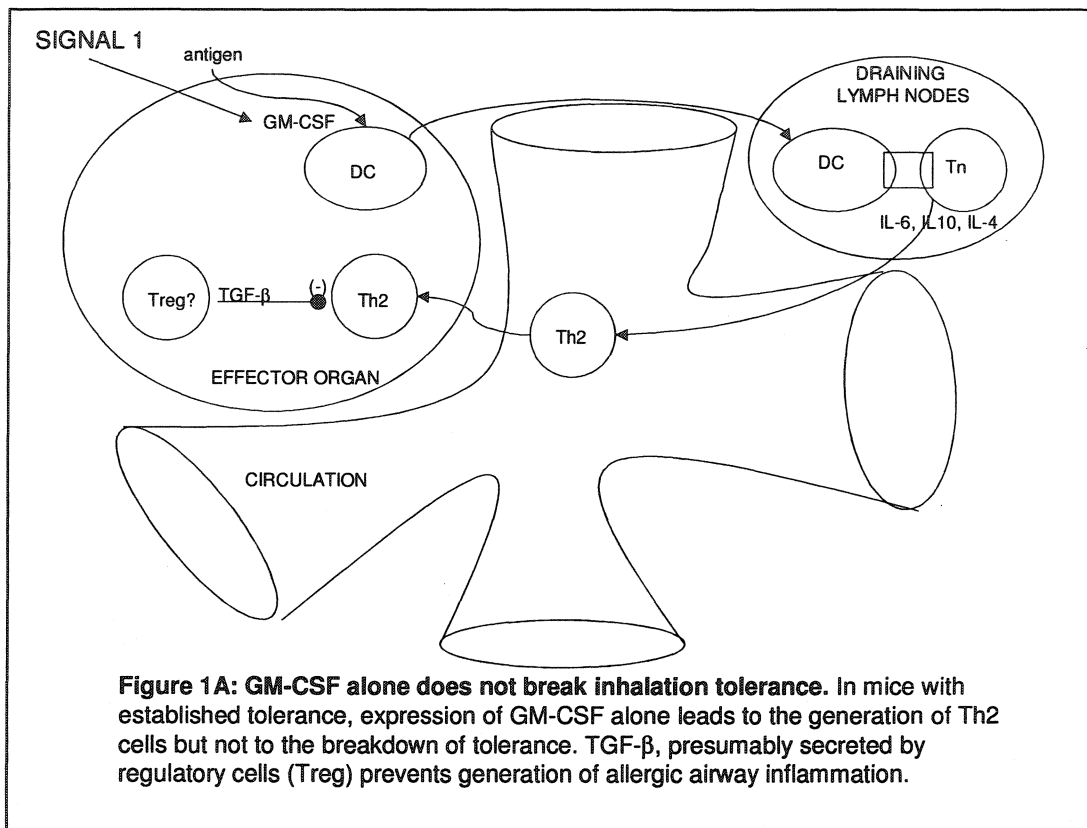 SIGNAL 1
antigen
GM-CSF
DC
DRAINING
LYMPH NODES
DC
Tn
IL-6, IL10, IL-4
Treg?
TGF-β
(-)
Th2
Th2
EFFECTOR ORGAN
CIRCULATION
Figure 1A: GM-CSF alone does not break inhalation tolerance. In mice with
established tolerance, expression of GM-CSF alone leads to the generation of Th2
cells but not to the breakdown of tolerance. TGF-β, presumably secreted by
regulatory cells (Treg) prevents generation of allergic airway inflammation.